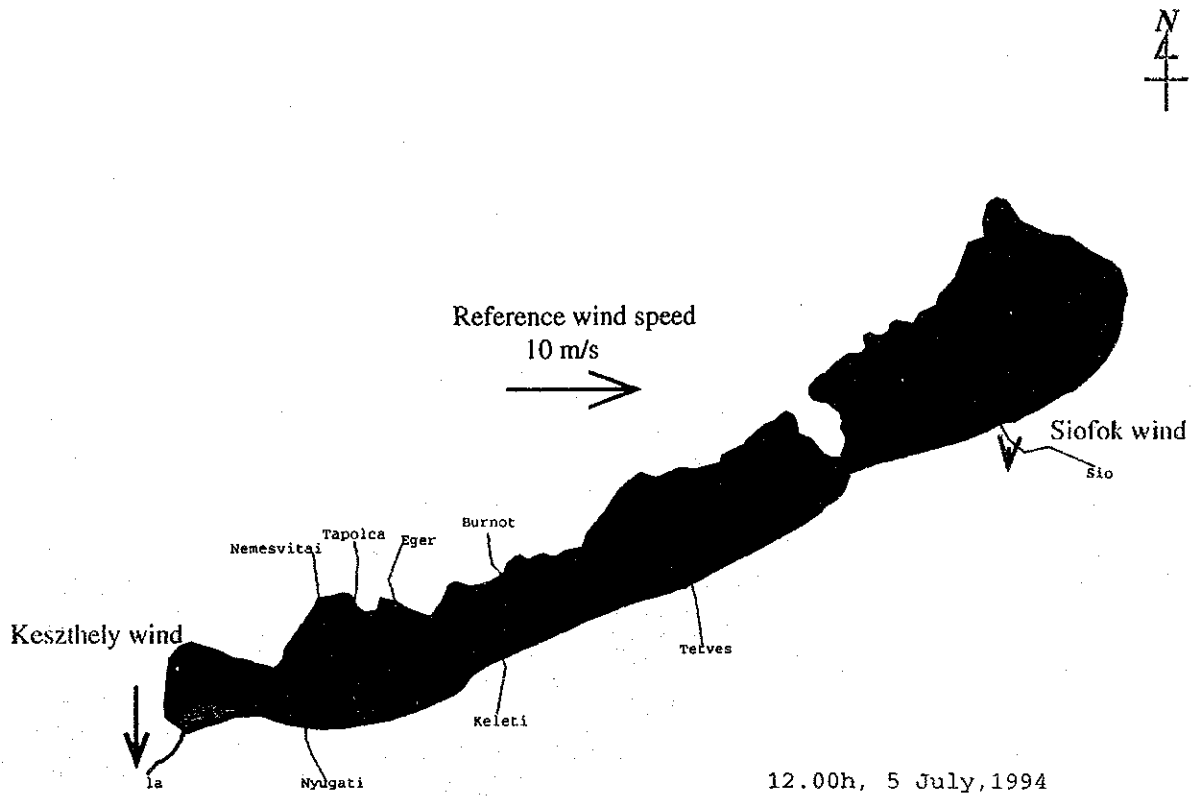 N
Reference wind speed
10 m/s
Siofok wind
Sio
Burnot
Tapolca
Eger
Nemesvitai
Keszthely wind
Tetves
Keleti
la
Nyugati
12.00h, 5 July,1994